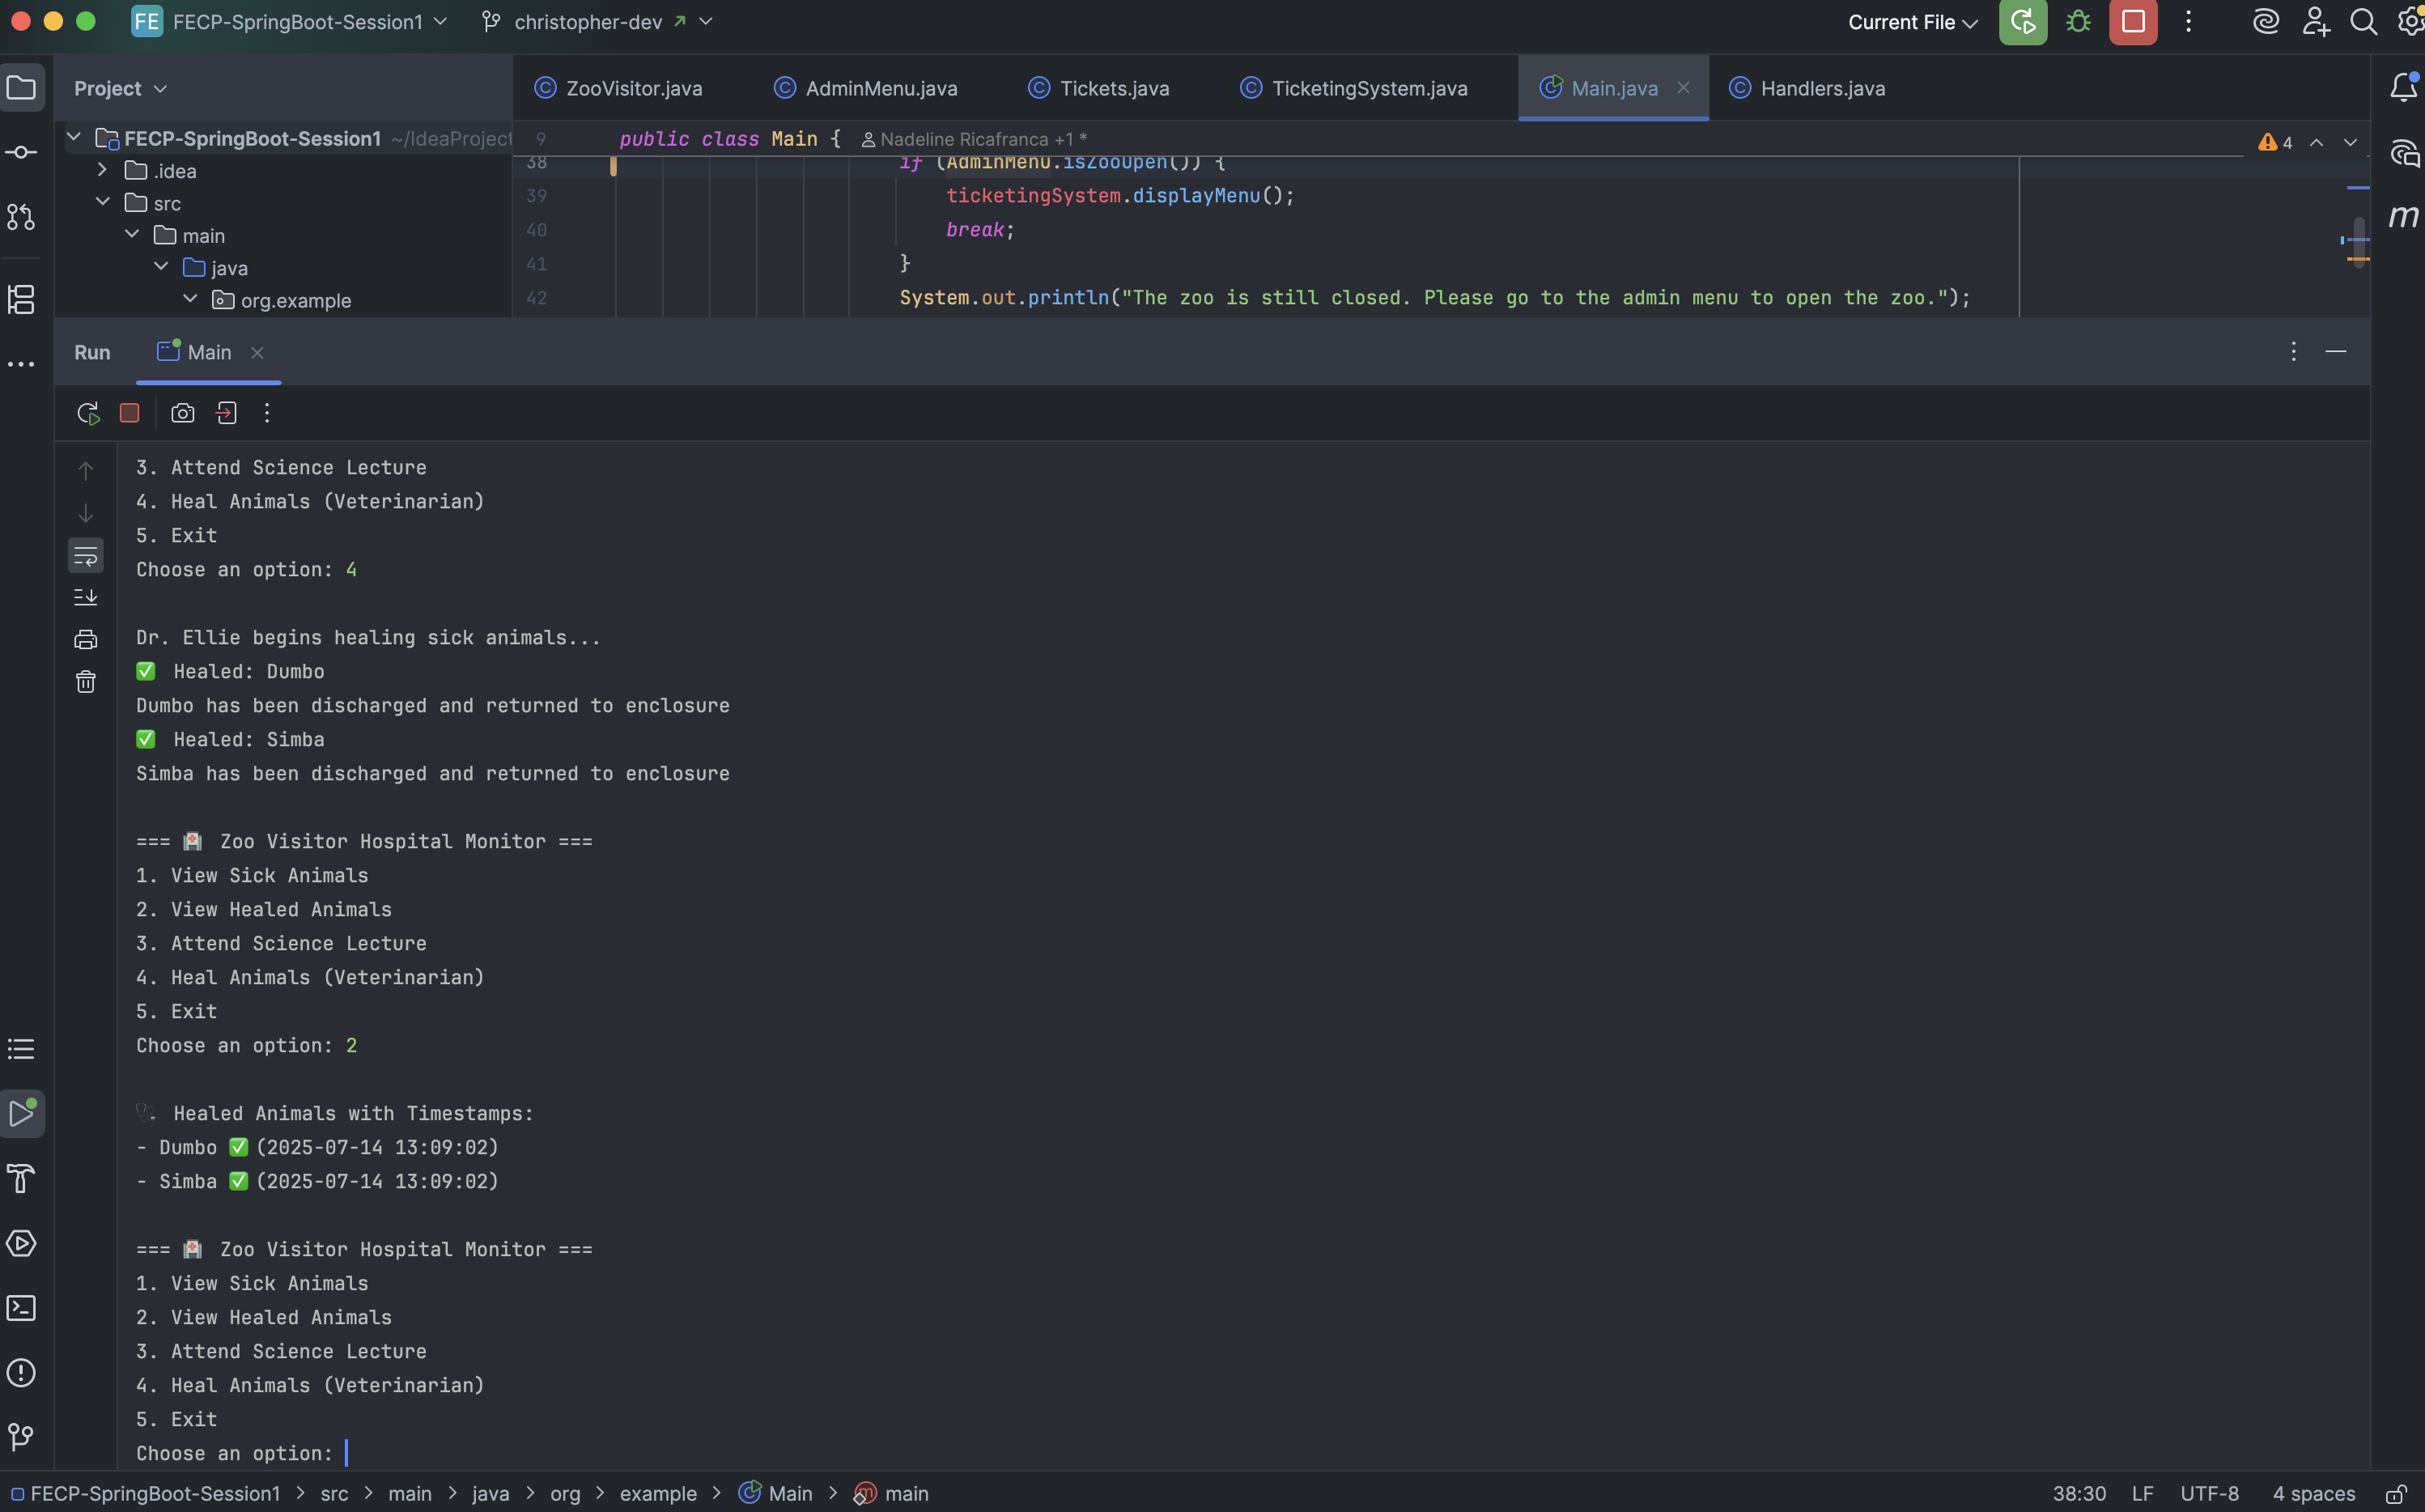 FE FECP-SpringBoot-Session1 christopher-dev Current File
Project
ZooVisitor.java AdminMenu.java Tickets.java TicketingSystem.java Main.java Handlers.java
FECP-SpringBoot-Session1 ~/IdeaProject
.idea
src
main
java
org.example
9 public class Main { Nadeline Ricafranca +1 * 4
38 if (AdminMenu.isZooOpen()) {
39 ticketingSystem.displayMenu();
40 break;
41 }
42 System.out.println("The zoo is still closed. Please go to the admin menu to open the zoo.");
m
Run Main
3. Attend Science Lecture
4. Heal Animals (Veterinarian)
5. Exit
Choose an option: 4
Dr. Ellie begins healing sick animals...
✅ Healed: Dumbo
Dumbo has been discharged and returned to enclosure
✅ Healed: Simba
Simba has been discharged and returned to enclosure
=== 🏥 Zoo Visitor Hospital Monitor ===
1. View Sick Animals
2. View Healed Animals
3. Attend Science Lecture
4. Heal Animals (Veterinarian)
5. Exit
Choose an option: 2
🩺 Healed Animals with Timestamps:
- Dumbo ✅ (2025-07-14 13:09:02)
- Simba ✅ (2025-07-14 13:09:02)
=== 🏥 Zoo Visitor Hospital Monitor ===
1. View Sick Animals
2. View Healed Animals
3. Attend Science Lecture
4. Heal Animals (Veterinarian)
5. Exit
Choose an option:
FECP-SpringBoot-Session1 > src > main > java > org > example > Main > main 38:30 LF UTF-8 4 spaces